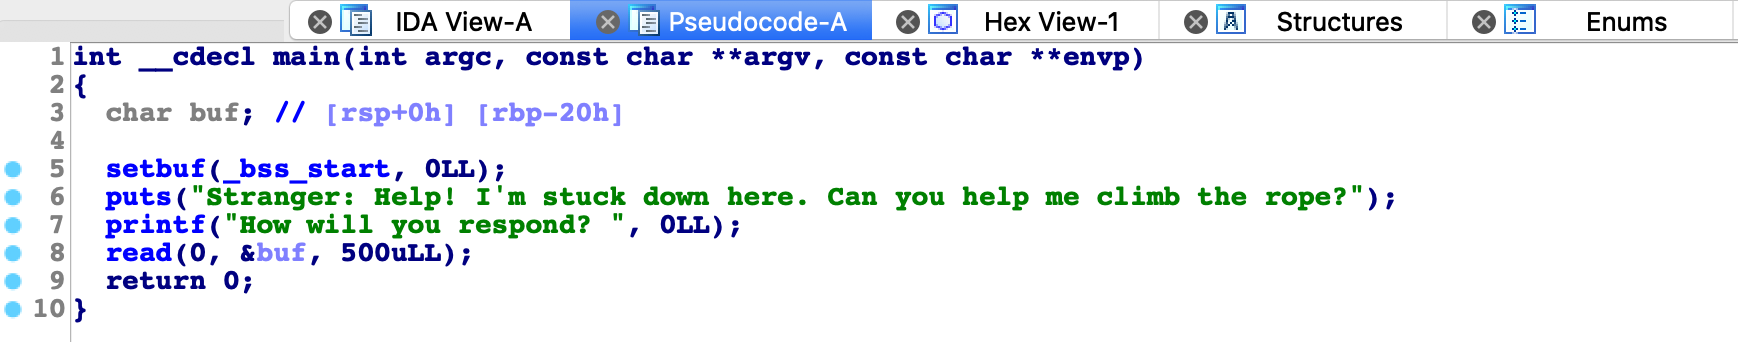 IDA View-A Pseudocode-A Hex View-1 Structures Enums
1 int __cdecl main(int argc, const char **argv, const char **envp)
2 {
3 char buf; // [rsp+0h] [rbp-20h]
4
5 setbuf(_bss_start, 0LL);
6 puts("Stranger: Help! I'm stuck down here. Can you help me climb the rope?");
7 printf("How will you respond? ", 0LL);
8 read(0, &buf, 500uLL);
9 return 0;
10 }